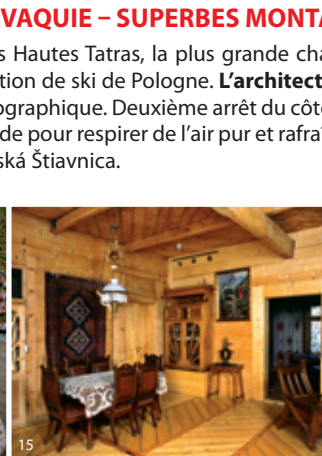 VAQUIE – SUPERBES MONTA
s Hautes Tatras, la plus grande cha
tion de ski de Pologne. L'architect
ographique. Deuxième arrêt du côté
de pour respirer de l'air pur et rafraî
ská Štiavnica.
15